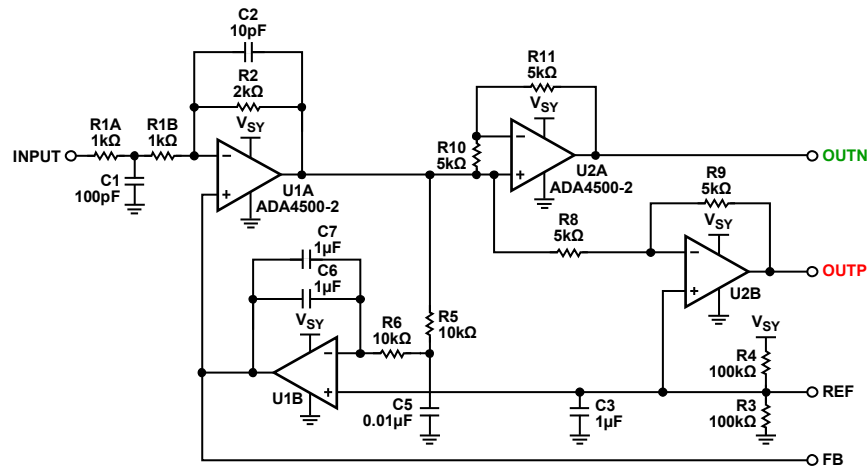 C2
10pF
R2
2kΩ
VSY
R1A
1kΩ
R1B
1kΩ
INPUT
C1
100pF
–
+
U1A
ADA4500-2
R11
5kΩ
VSY
R10
5kΩ
–
+
U2A
ADA4500-2
OUTN
R9
5kΩ
VSY
R8
5kΩ
–
+
U2B
OUTP
C7
1µF
C6
1µF
VSY
R6
10kΩ
R5
10kΩ
–
+
U1B
C5
0.01µF
C3
1µF
VSY
R4
100kΩ
REF
R3
100kΩ
FB